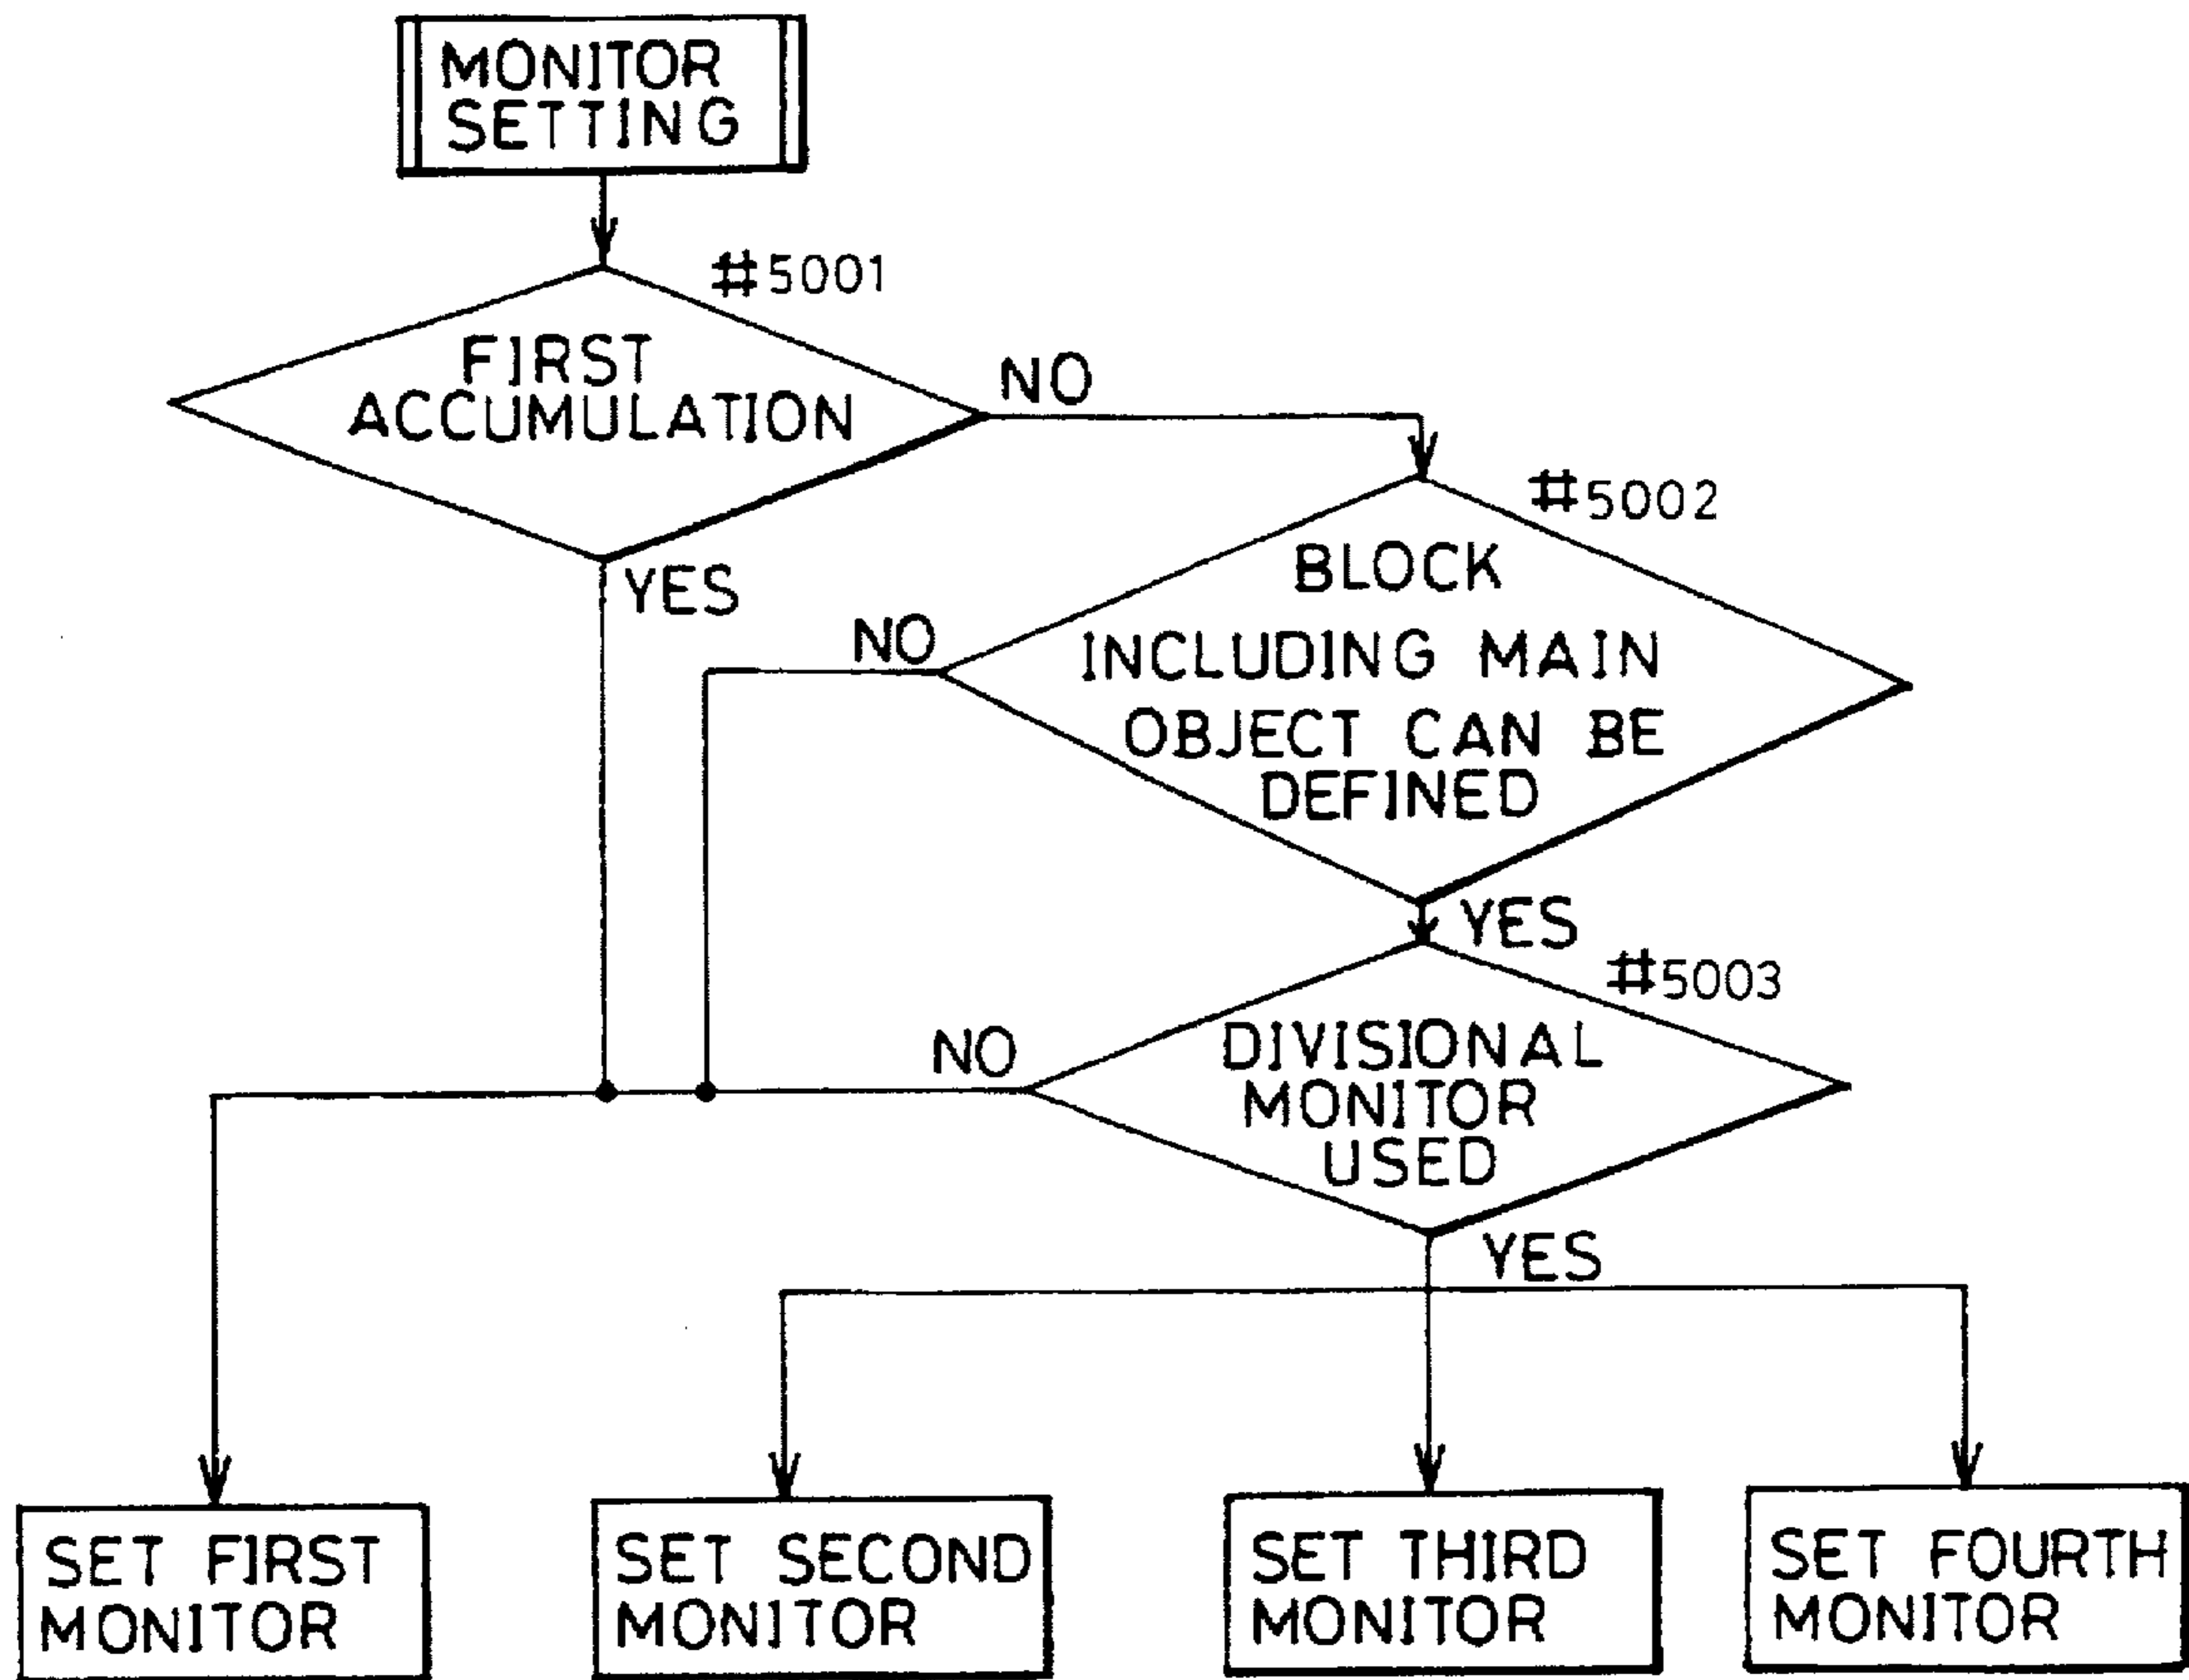 MONITOR
SETTING
#5001
FIRST
ACCUMULATION
NO
YES
#5002
BLOCK
INCLUDING MAIN
OBJECT CAN BE
DEFINED
NO
YES
#5003
DIVISIONAL
MONITOR
USED
NO
YES
SET FIRST
MONITOR
SET SECOND
MONITOR
SET THIRD
MONITOR
SET FOURTH
MONITOR